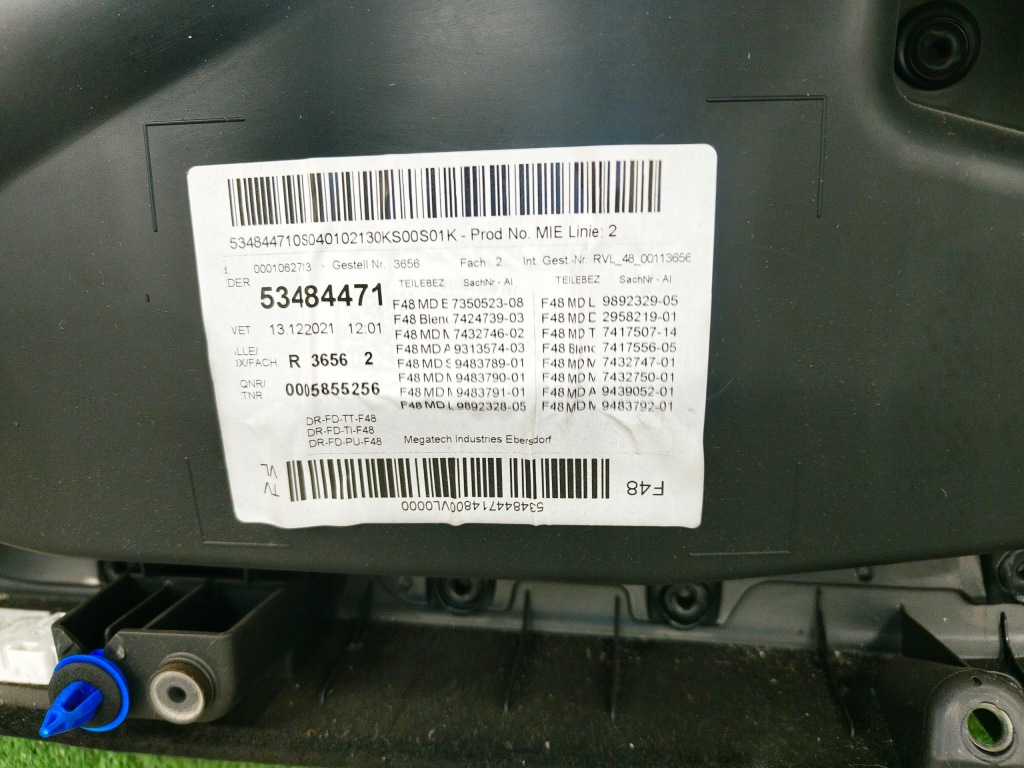 534844710S040102130KS00S01K - Prod No. MIE Linie: 2
00010627/3 Gestell Nr. 3656 Fach: 2 Int. Gest.-Nr. RVL_48_00113656
DER 53484471
VET 13.122021 12:01
R 3656 2
QNR/ TNR 0005855256
TEILEBEZ SachNr - AI
F48 MD E 7350523-08
F48 Blenc 7424739-03
F48 MD M 7432746-02
F48 MD A 9313574-03
F48 MD S 9483789-01
F48 MD M 9483790-01
F48 MD M 9483791-01
F48 MD L 9892328-05
TEILEBEZ SachNr - AI
F48 MD L 9892329-05
F48 MD D 2958219-01
F48 MD T 7417507-14
F48 Blenc 7417556-05
F48 MD M 7432747-01
F48 MD M 7432750-01
F48 MD A 9439052-01
F48 MD M 9483792-01
DR-FD-TT-F48
DR-FD-TI-F48
DR-FD-PU-F48
Megatech Industries Ebersdorf
TV VL
F48
534844714800VL0000